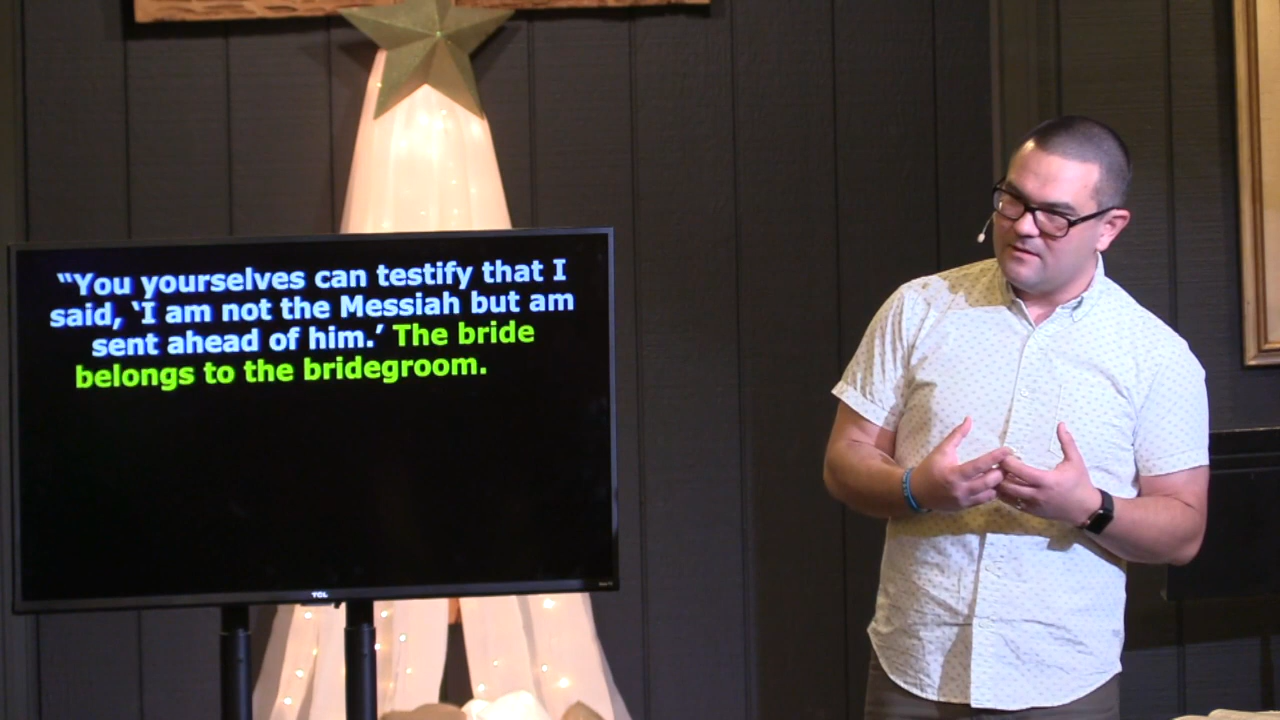 “You yourselves can testify that I
said, ‘I am not the Messiah but am
sent ahead of him.’ The bride
belongs to the bridegroom.
TCL